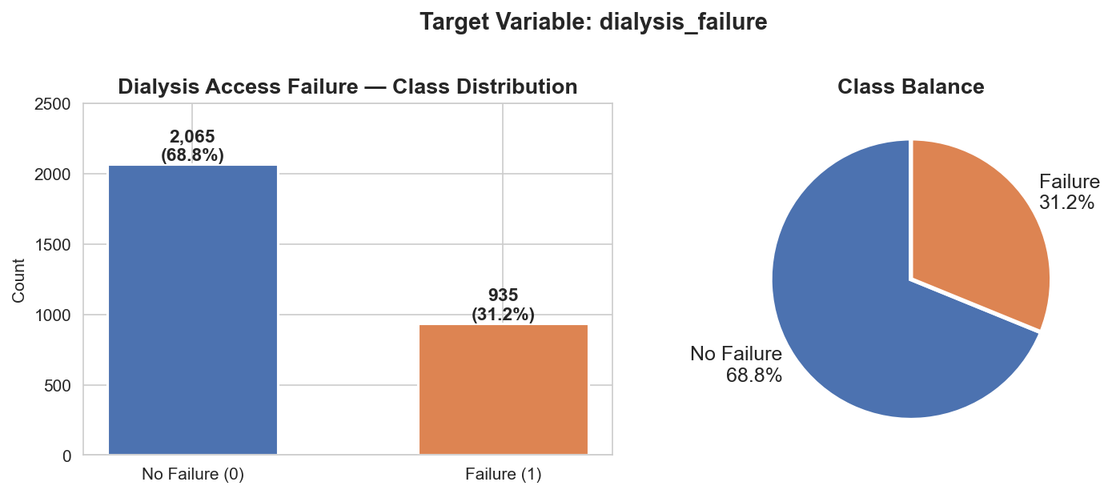 Target Variable: dialysis_failure
Dialysis Access Failure — Class Distribution
2500
2000
1500
1000
500
0
Count
2,065
(68.8%)
935
(31.2%)
No Failure (0)
Failure (1)
Class Balance
Failure
31.2%
No Failure
68.8%